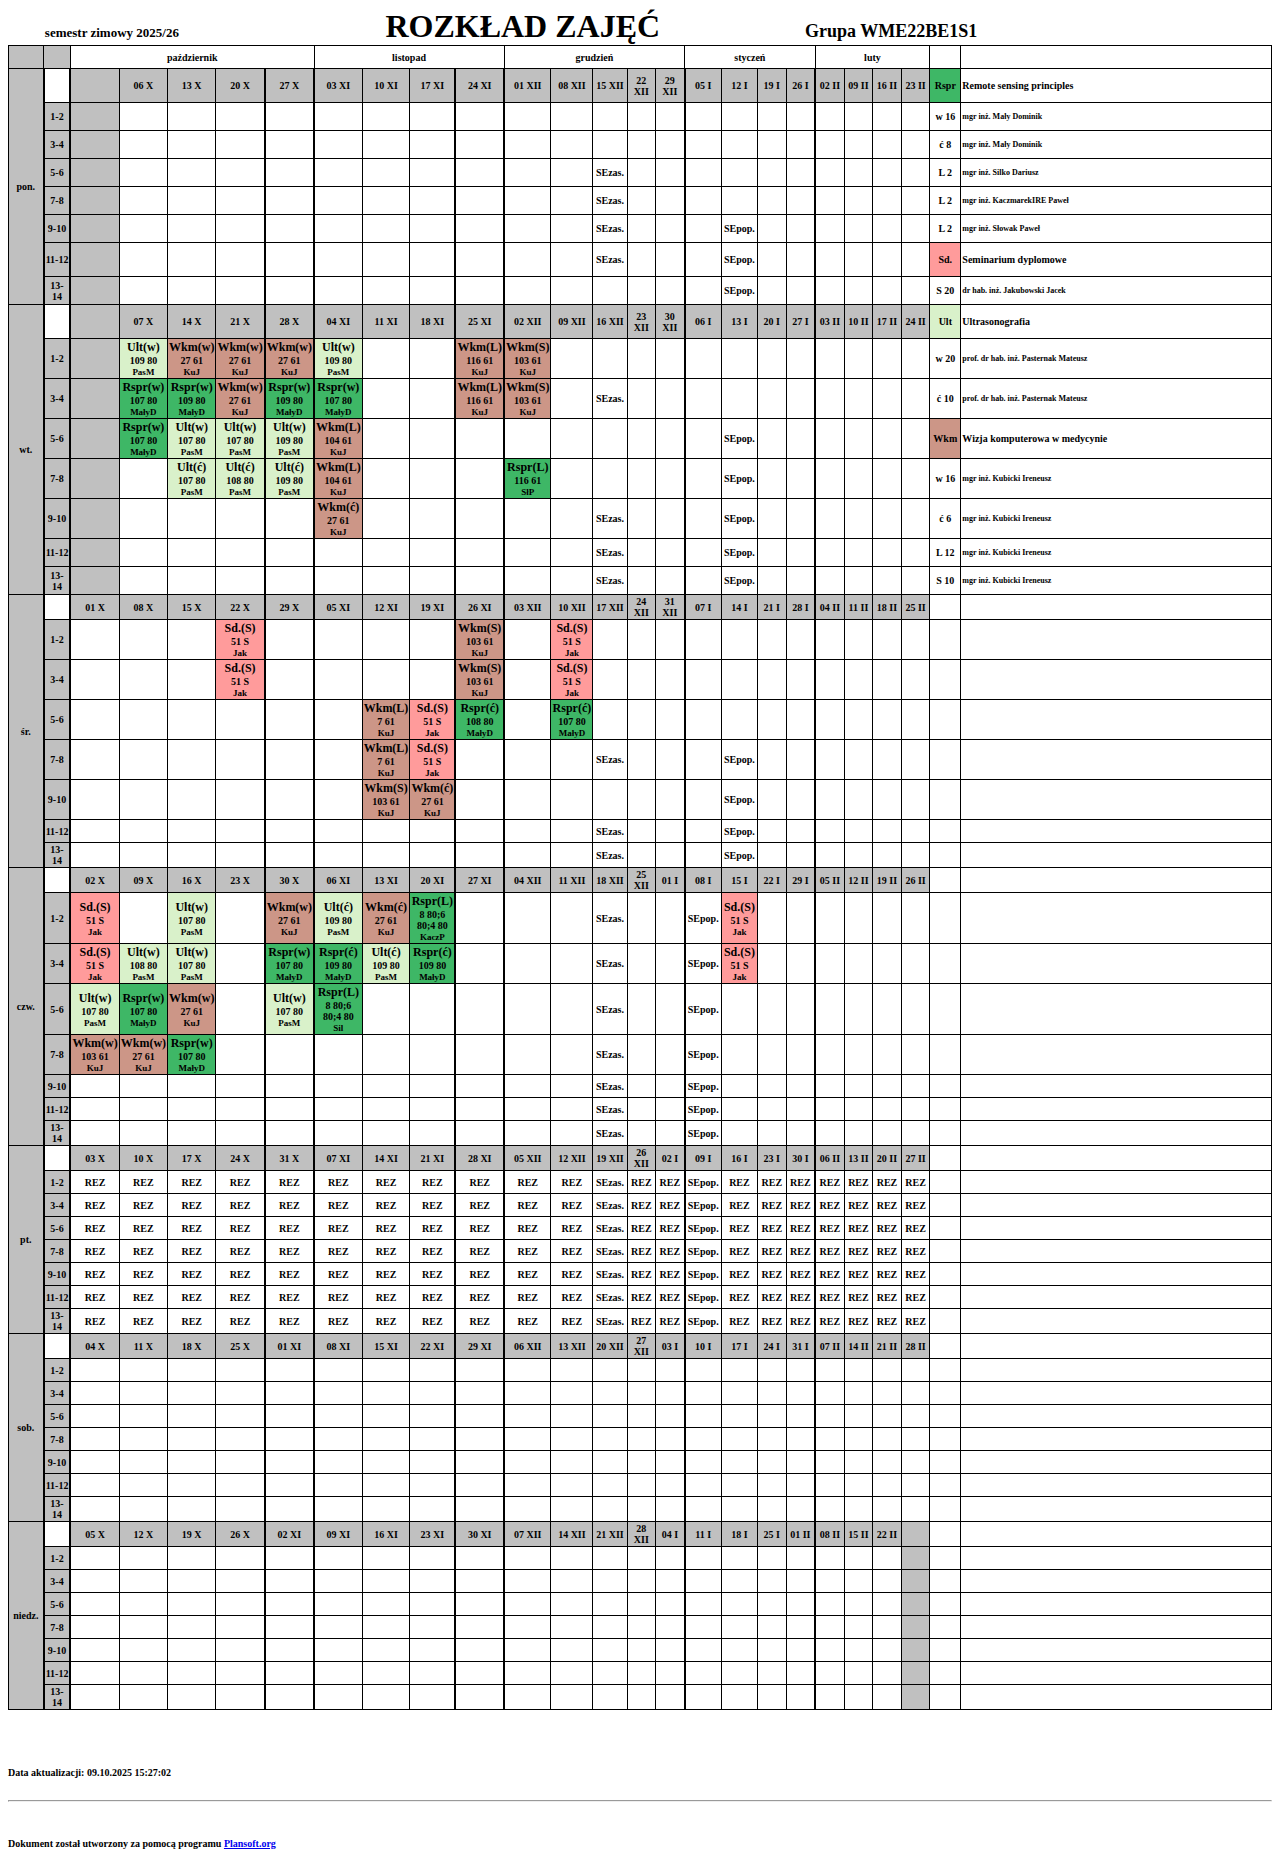 semestr zimowy 2025/26 ROZKŁAD ZAJĘĆ Grupa WME22BE1S1
październik listopad grudzień styczeń luty
pon. 06 X 13 X 20 X 27 X 03 XI 10 XI 17 XI 24 XI 01 XII 08 XII 15 XII 22 XII 29 XII 05 I 12 I 19 I 26 I 02 II 09 II 16 II 23 II Rspr Remote sensing principles
1-2 w 16 mgr inż. Mały Dominik
3-4 ć 8 mgr inż. Mały Dominik
5-6 SEzas. L 2 mgr inż. Silko Dariusz
7-8 SEzas. L 2 mgr inż. KaczmarekIRE Paweł
9-10 SEzas. SEpop. L 2 mgr inż. Słowak Paweł
11-12 SEzas. SEpop. Sd. Seminarium dyplomowe
13-14 SEpop. S 20 dr hab. inż. Jakubowski Jacek
wt. 07 X 14 X 21 X 28 X 04 XI 11 XI 18 XI 25 XI 02 XII 09 XII 16 XII 23 XII 30 XII 06 I 13 I 20 I 27 I 03 II 10 II 17 II 24 II Ult Ultrasonografia
1-2 Ult(w) 109 80 PasM Wkm(w) 27 61 KuJ Wkm(w) 27 61 KuJ Wkm(w) 27 61 KuJ Ult(w) 109 80 PasM Wkm(L) 116 61 KuJ Wkm(S) 103 61 KuJ w 20 prof. dr hab. inż. Pasternak Mateusz
3-4 Rspr(w) 107 80 MałyD Rspr(w) 109 80 MałyD Wkm(w) 27 61 KuJ Rspr(w) 109 80 MałyD Rspr(w) 107 80 MałyD Wkm(L) 116 61 KuJ Wkm(S) 103 61 KuJ SEzas. ć 10 prof. dr hab. inż. Pasternak Mateusz
5-6 Rspr(w) 107 80 MałyD Ult(w) 107 80 PasM Ult(w) 107 80 PasM Ult(w) 109 80 PasM Wkm(L) 104 61 KuJ SEpop. Wkm Wizja komputerowa w medycynie
7-8 Ult(ć) 107 80 PasM Ult(ć) 108 80 PasM Ult(ć) 109 80 PasM Wkm(L) 104 61 KuJ Rspr(L) 116 61 SłP SEpop. w 16 mgr inż. Kubicki Ireneusz
9-10 Wkm(ć) 27 61 KuJ SEzas. SEpop. ć 6 mgr inż. Kubicki Ireneusz
11-12 SEzas. SEpop. L 12 mgr inż. Kubicki Ireneusz
13-14 SEzas. SEpop. S 10 mgr inż. Kubicki Ireneusz
śr. 01 X 08 X 15 X 22 X 29 X 05 XI 12 XI 19 XI 26 XI 03 XII 10 XII 17 XII 24 XII 31 XII 07 I 14 I 21 I 28 I 04 II 11 II 18 II 25 II
1-2 Sd.(S) 51 S Jak Wkm(S) 103 61 KuJ Sd.(S) 51 S Jak
3-4 Sd.(S) 51 S Jak Wkm(S) 103 61 KuJ Sd.(S) 51 S Jak
5-6 Wkm(L) 7 61 KuJ Sd.(S) 51 S Jak Rspr(ć) 108 80 MałyD Rspr(ć) 107 80 MałyD
7-8 Wkm(L) 7 61 KuJ Sd.(S) 51 S Jak SEzas. SEpop.
9-10 Wkm(S) 103 61 KuJ Wkm(ć) 27 61 KuJ SEpop.
11-12 SEzas. SEpop.
13-14 SEzas. SEpop.
czw. 02 X 09 X 16 X 23 X 30 X 06 XI 13 XI 20 XI 27 XI 04 XII 11 XII 18 XII 25 XII 01 I 08 I 15 I 22 I 29 I 05 II 12 II 19 II 26 II
1-2 Sd.(S) 51 S Jak Ult(w) 107 80 PasM Wkm(w) 27 61 KuJ Ult(ć) 109 80 PasM Wkm(ć) 27 61 KuJ Rspr(L) 8 80;6 80;4 80 KaczP SEzas. SEpop. Sd.(S) 51 S Jak
3-4 Sd.(S) 51 S Jak Ult(w) 108 80 PasM Ult(w) 107 80 PasM Rspr(w) 107 80 MałyD Rspr(ć) 109 80 MałyD Ult(ć) 109 80 PasM Rspr(ć) 109 80 MałyD SEzas. SEpop. Sd.(S) 51 S Jak
5-6 Ult(w) 107 80 PasM Rspr(w) 107 80 MałyD Wkm(w) 27 61 KuJ Ult(w) 107 80 PasM Rspr(L) 8 80;6 80;4 80 Sil SEzas. SEpop.
7-8 Wkm(w) 103 61 KuJ Wkm(w) 27 61 KuJ Rspr(w) 107 80 MałyD SEzas. SEpop.
9-10 SEzas. SEpop.
11-12 SEzas. SEpop.
13-14 SEzas. SEpop.
pt. 03 X 10 X 17 X 24 X 31 X 07 XI 14 XI 21 XI 28 XI 05 XII 12 XII 19 XII 26 XII 02 I 09 I 16 I 23 I 30 I 06 II 13 II 20 II 27 II
1-2 REZ REZ REZ REZ REZ REZ REZ REZ REZ REZ REZ SEzas. REZ REZ SEpop. REZ REZ REZ REZ REZ REZ REZ
3-4 REZ REZ REZ REZ REZ REZ REZ REZ REZ REZ REZ SEzas. REZ REZ SEpop. REZ REZ REZ REZ REZ REZ REZ
5-6 REZ REZ REZ REZ REZ REZ REZ REZ REZ REZ REZ SEzas. REZ REZ SEpop. REZ REZ REZ REZ REZ REZ REZ
7-8 REZ REZ REZ REZ REZ REZ REZ REZ REZ REZ REZ SEzas. REZ REZ SEpop. REZ REZ REZ REZ REZ REZ REZ
9-10 REZ REZ REZ REZ REZ REZ REZ REZ REZ REZ REZ SEzas. REZ REZ SEpop. REZ REZ REZ REZ REZ REZ REZ
11-12 REZ REZ REZ REZ REZ REZ REZ REZ REZ REZ REZ SEzas. REZ REZ SEpop. REZ REZ REZ REZ REZ REZ REZ
13-14 REZ REZ REZ REZ REZ REZ REZ REZ REZ REZ REZ SEzas. REZ REZ SEpop. REZ REZ REZ REZ REZ REZ REZ
sob. 04 X 11 X 18 X 25 X 01 XI 08 XI 15 XI 22 XI 29 XI 06 XII 13 XII 20 XII 27 XII 03 I 10 I 17 I 24 I 31 I 07 II 14 II 21 II 28 II
1-2
3-4
5-6
7-8
9-10
11-12
13-14
niedz. 05 X 12 X 19 X 26 X 02 XI 09 XI 16 XI 23 XI 30 XI 07 XII 14 XII 21 XII 28 XII 04 I 11 I 18 I 25 I 01 II 08 II 15 II 22 II
1-2
3-4
5-6
7-8
9-10
11-12
13-14
Data aktualizacji: 09.10.2025 15:27:02
Dokument został utworzony za pomocą programu Plansoft.org